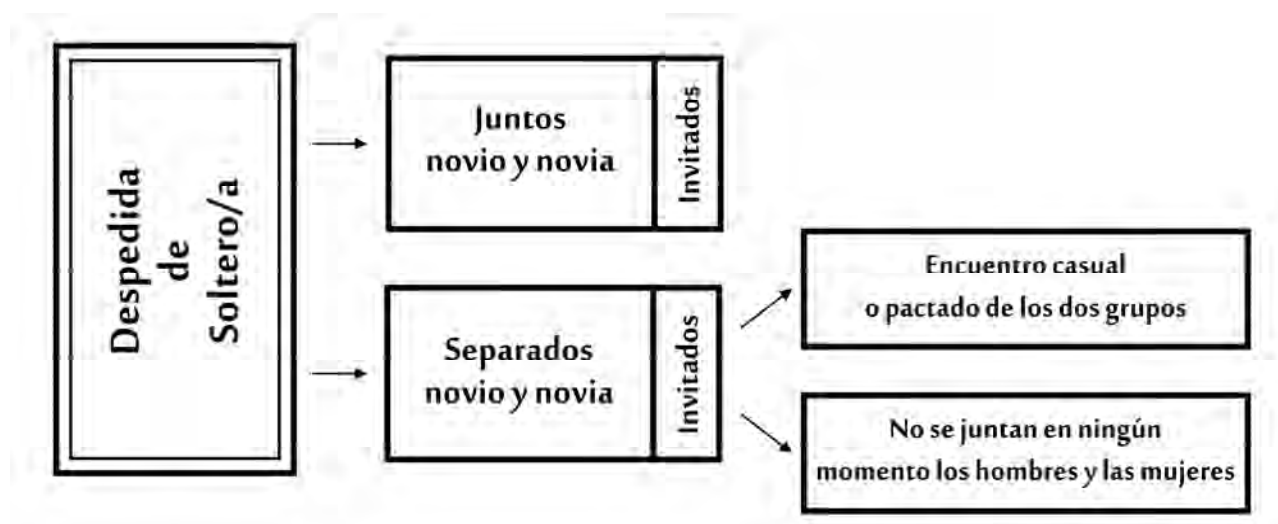 Despedida
de
Soltero/a
Juntos
novio y novia
Invitados
Separados
novio y novia
Invitados
Encuentro casual
o pactado de los dos grupos
No se juntan en ningún
momento los hombres y las mujeres